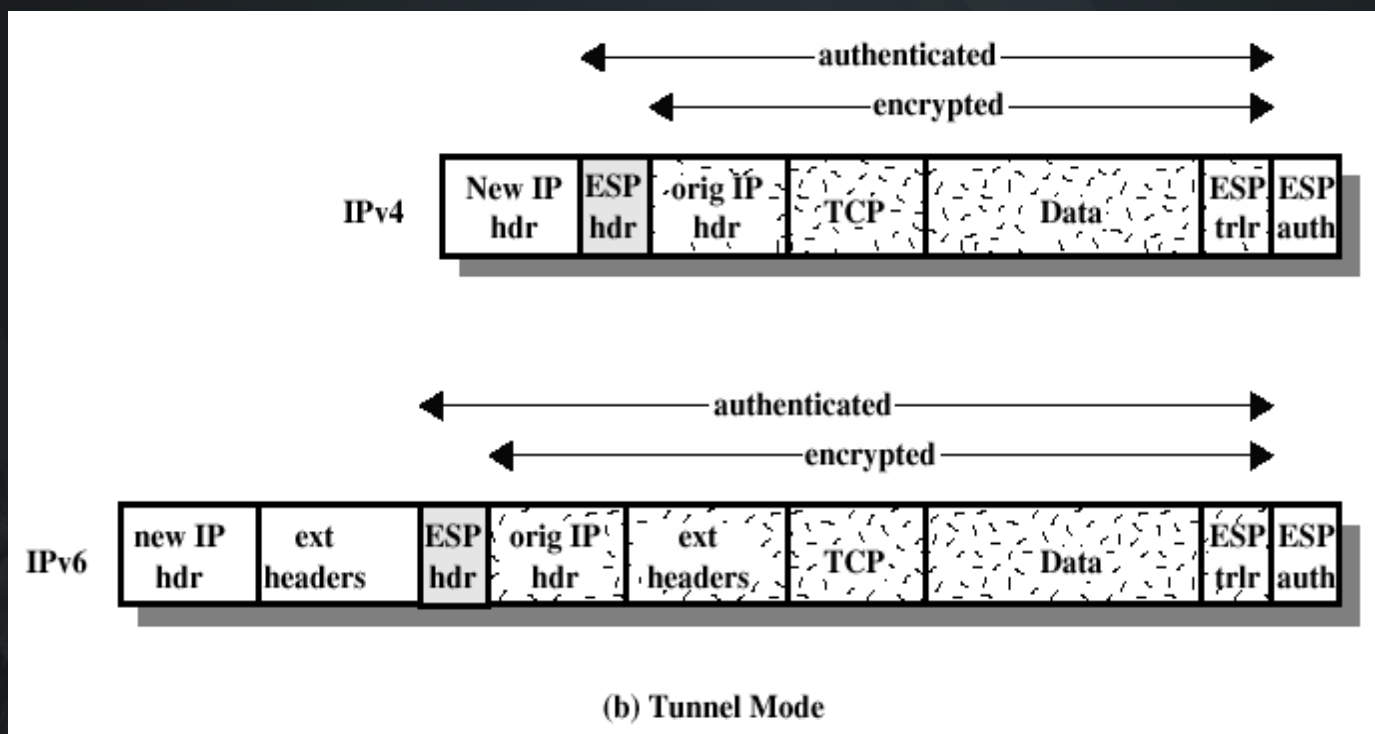 authenticated
encrypted
IPv4
New IP hdr
ESP hdr
orig IP hdr
TCP
Data
ESP trlr
ESP auth
authenticated
encrypted
IPv6
new IP hdr
ext headers
ESP hdr
orig IP hdr
ext headers
TCP
Data
ESP trlr
ESP auth
(b) Tunnel Mode